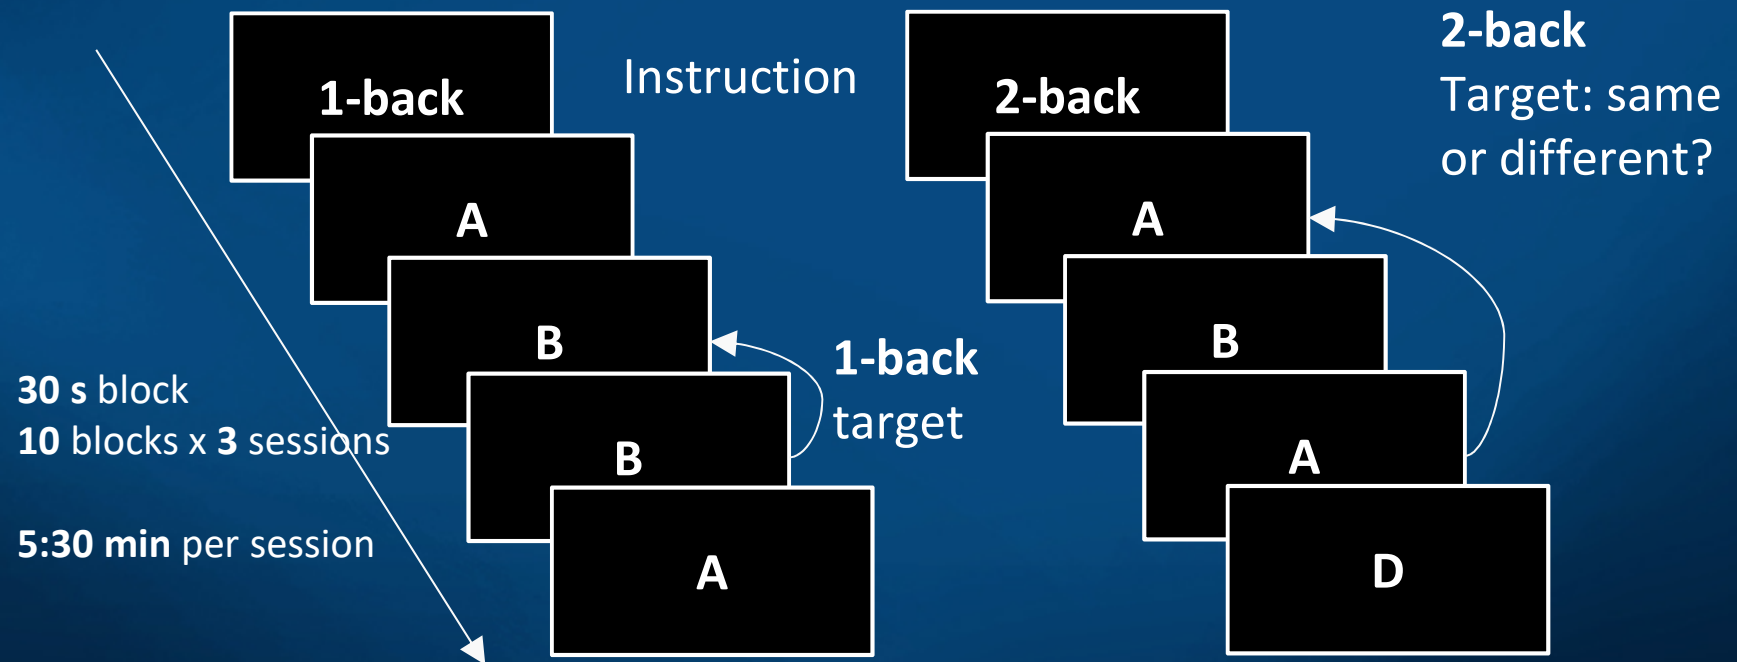 1-back
A
B
B
A
Instruction
1-back
target
30 s block
10 blocks x 3 sessions
5:30 min per session
2-back
A
B
A
D
2-back
Target: same
or different?